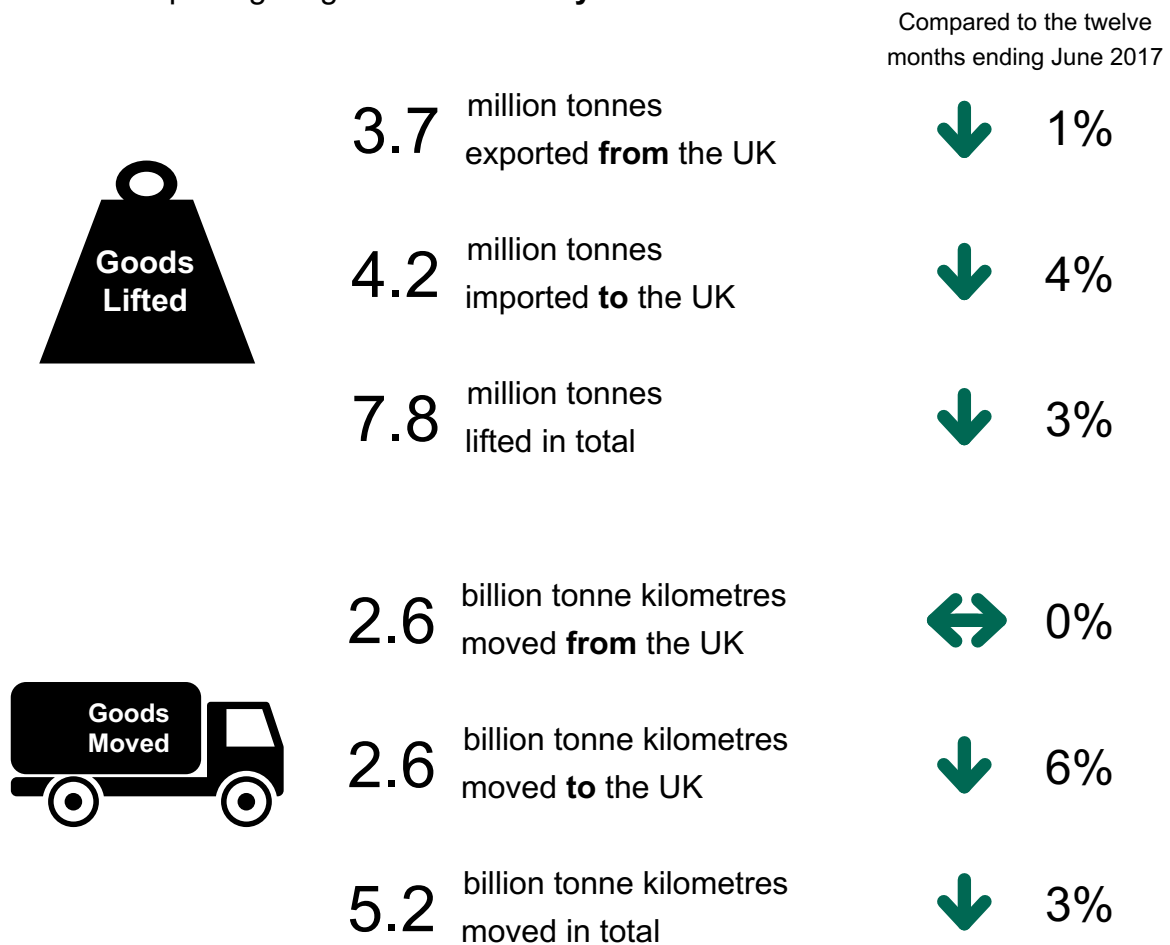 Compared to the twelve
months ending June 2017
Goods
Lifted
3.7 million tonnes
exported from the UK
1%
4.2 million tonnes
imported to the UK
4%
7.8 million tonnes
lifted in total
3%
Goods
Moved
2.6 billion tonne kilometres
moved from the UK
0%
2.6 billion tonne kilometres
moved to the UK
6%
5.2 billion tonne kilometres
moved in total
3%